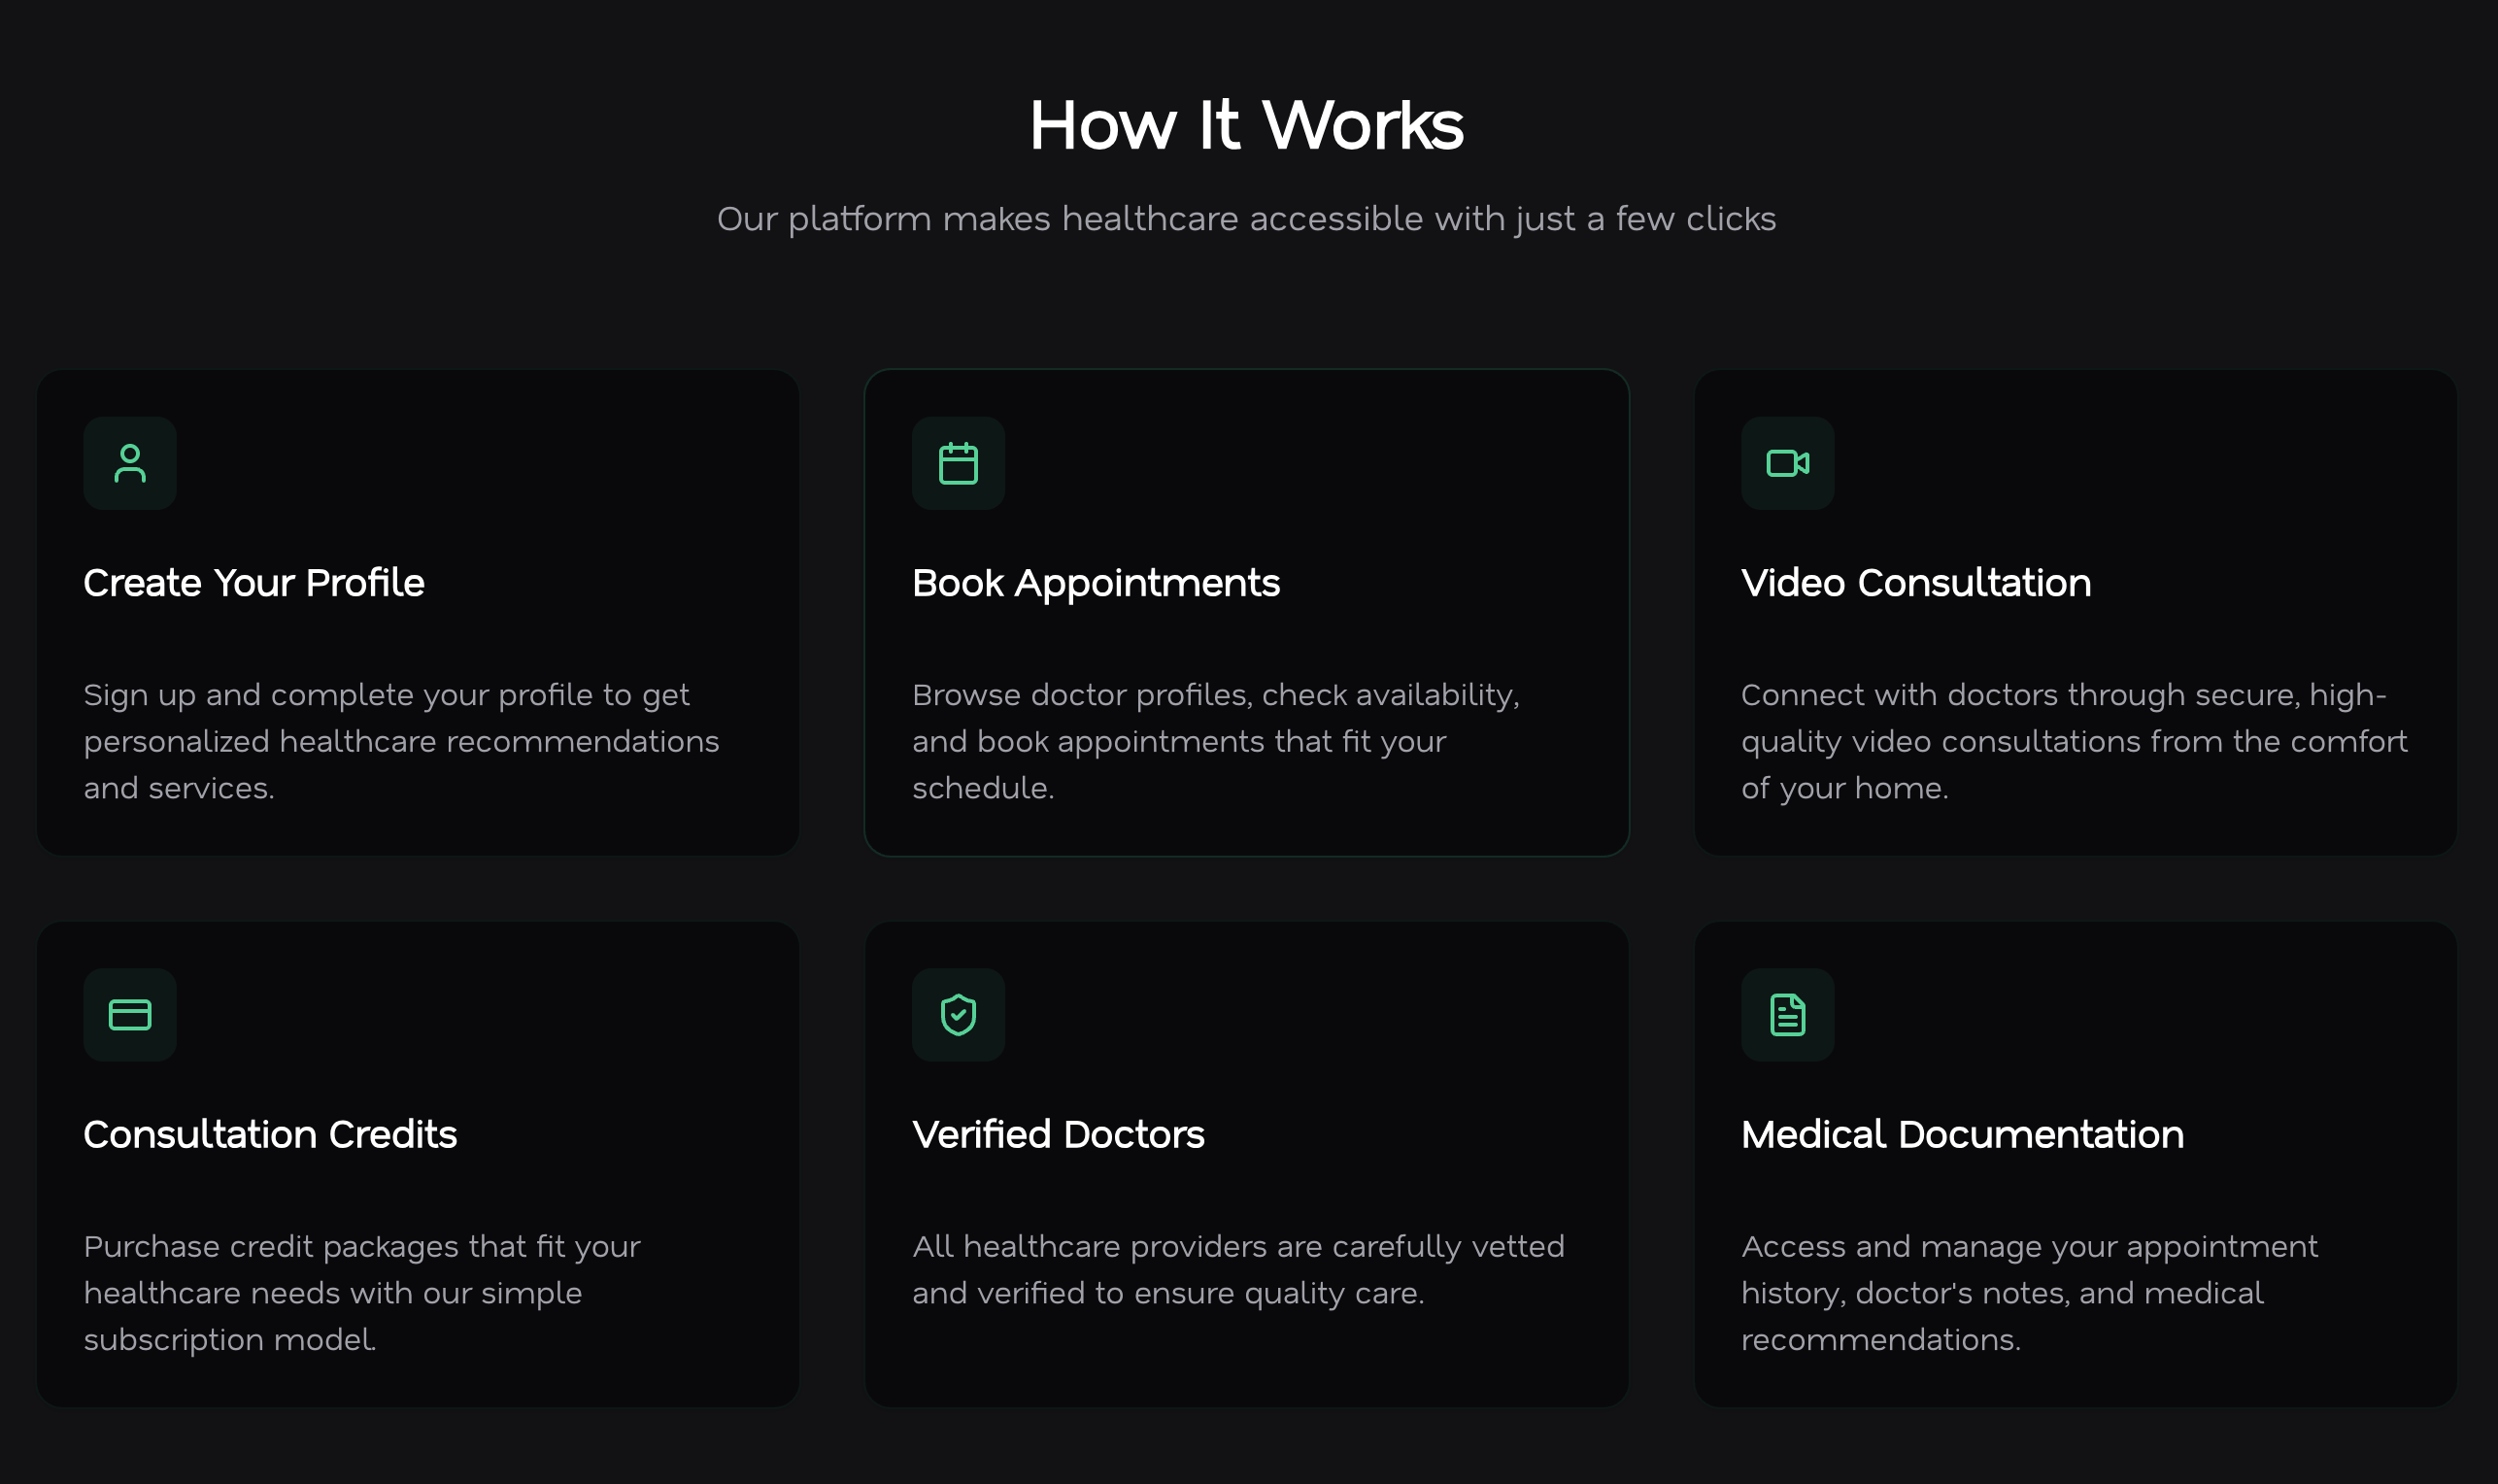 How It Works
Our platform makes healthcare accessible with just a few clicks
Create Your Profile
Sign up and complete your profile to get
personalized healthcare recommendations
and services.
Book Appointments
Browse doctor profiles, check availability,
and book appointments that fit your
schedule.
Video Consultation
Connect with doctors through secure, high-
quality video consultations from the comfort
of your home.
Consultation Credits
Purchase credit packages that fit your
healthcare needs with our simple
subscription model.
Verified Doctors
All healthcare providers are carefully vetted
and verified to ensure quality care.
Medical Documentation
Access and manage your appointment
history, doctor's notes, and medical
recommendations.